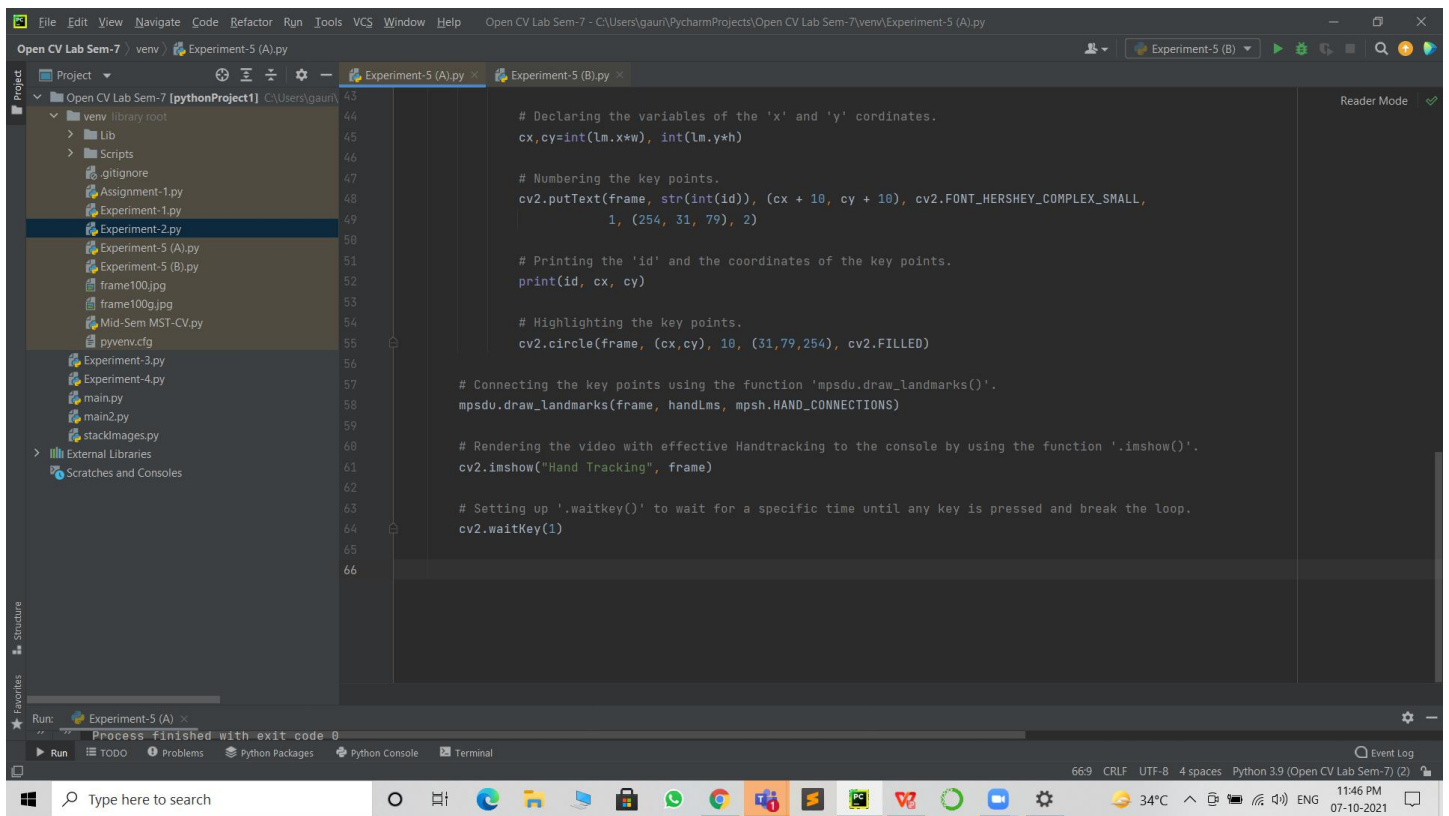 File Edit View Navigate Code Refactor Run Tools VCS Window Help Open CV Lab Sem-7 - C:\Users\gauri\PycharmProjects\Open CV Lab Sem-7\venv\Experiment-5 (A).py
Open CV Lab Sem-7 venv Experiment-5 (A).py Experiment-5 (B)
Project Project Experiment-5 (A).py Experiment-5 (B).py
Open CV Lab Sem-7 [pythonProject1] C:\Users\gauri\
venv library root
Lib
Scripts
.gitignore
Assignment-1.py
Experiment-1.py
Experiment-2.py
Experiment-5 (A).py
Experiment-5 (B).py
frame100.jpg
frame100g.jpg
Mid-Sem MST-CV.py
pyvenv.cfg
Experiment-3.py
Experiment-4.py
main.py
main2.py
stackImages.py
External Libraries
Scratches and Consoles
Reader Mode
43
44 # Declaring the variables of the 'x' and 'y' cordinates.
45 cx,cy=int(lm.x*w), int(lm.y*h)
46
47 # Numbering the key points.
48 cv2.putText(frame, str(int(id)), (cx + 10, cy + 10), cv2.FONT_HERSHEY_COMPLEX_SMALL,
49 1, (254, 31, 79), 2)
50
51 # Printing the 'id' and the coordinates of the key points.
52 print(id, cx, cy)
53
54 # Highlighting the key points.
55 cv2.circle(frame, (cx,cy), 10, (31,79,254), cv2.FILLED)
56
57 # Connecting the key points using the function 'mpsdu.draw_landmarks()'.
58 mpsdu.draw_landmarks(frame, handLms, mpsh.HAND_CONNECTIONS)
59
60 # Rendering the video with effective Handtracking to the console by using the function '.imshow()'.
61 cv2.imshow("Hand Tracking", frame)
62
63 # Setting up '.waitkey()' to wait for a specific time until any key is pressed and break the loop.
64 cv2.waitKey(1)
65
66
Structure
Favorites
Run: Experiment-5 (A)
Process finished with exit code 0
Run TODO Problems Python Packages Python Console Terminal Event Log
66:9 CRLF UTF-8 4 spaces Python 3.9 (Open CV Lab Sem-7) (2)
Type here to search 34°C ENG 11:46 PM
07-10-2021